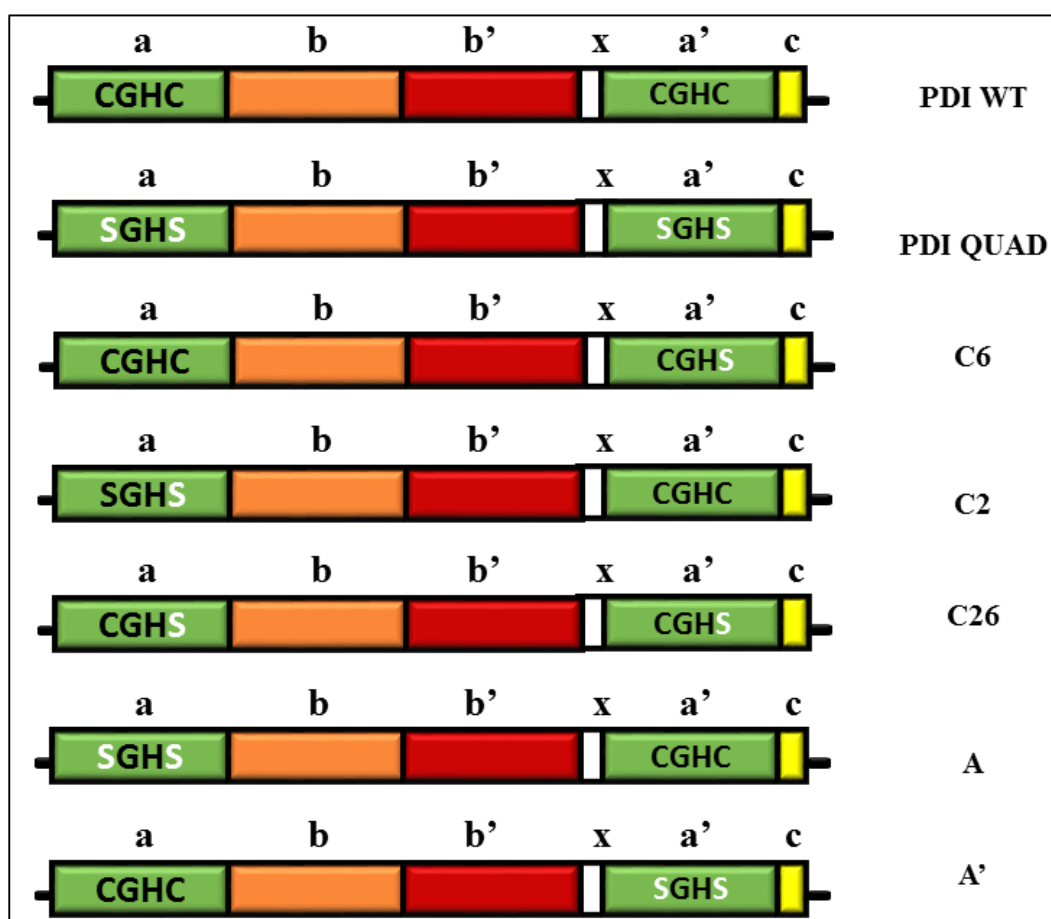 a b b’ x a’ c
CGHC CGHC PDI WT
a b b’ x a’ c
SGHS SGHS PDI QUAD
a b b’ x a’ c
CGHC CGHS C6
a b b’ x a’ c
SGHS CGHC C2
a b b’ x a’ c
CGHS CGHS C26
a b b’ x a’ c
SGHS CGHC A
a b b’ x a’ c
CGHC SGHS A’